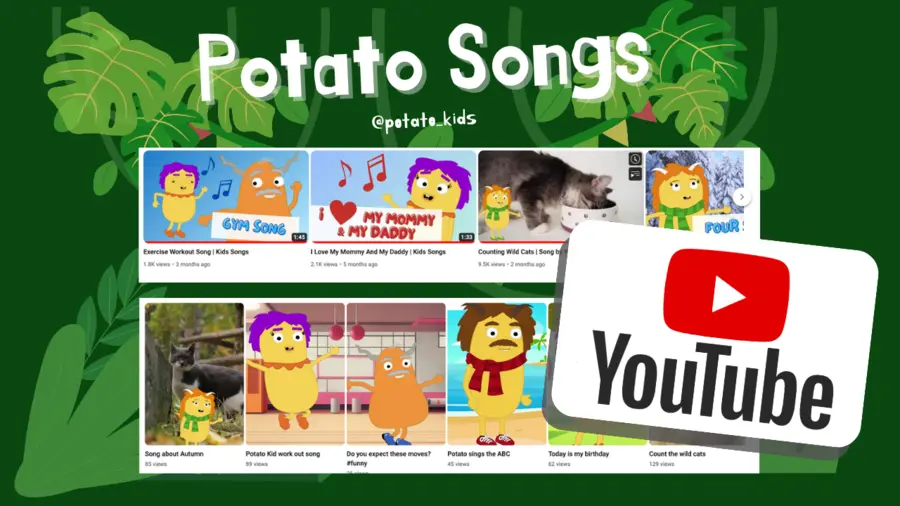 Potato Songs
@potato_kids
GYM SONG
1:45
i ❤ MY MOMMY
& MY DADDY
1:33
FOUR
Exercise Workout Song | Kids Songs
1.8K views • 3 months ago
I Love My Mommy And My Daddy | Kids Songs
2.1K views • 5 months ago
Counting Wild Cats | Song by
9.5K views • 2 months ago
YouTube
Song about Autumn
85 views
Potato Kid work out song
99 views
Do you expect these moves?
#funny
Potato sings the ABC
45 views
Today is my birthday
62 views
Count the wild cats
129 views